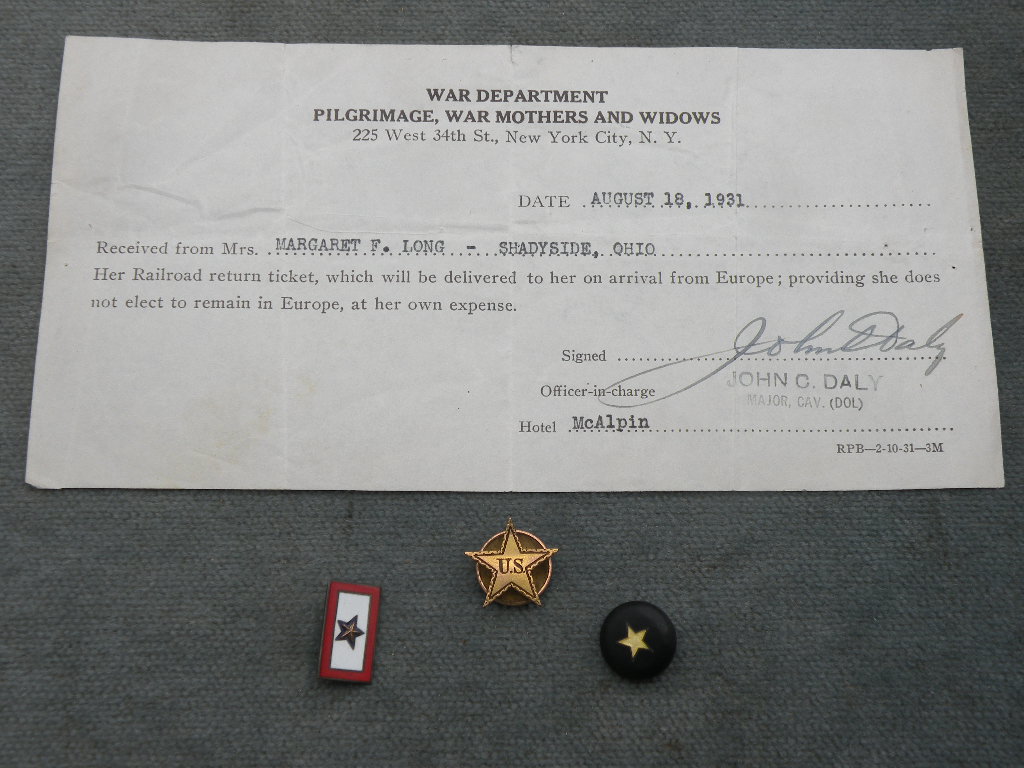 WAR DEPARTMENT
PILGRIMAGE, WAR MOTHERS AND WIDOWS
225 West 34th St., New York City, N. Y.
DATE AUGUST 18, 1931
Received from Mrs. MARGARET F. LONG - SHADYSIDE, OHIO
Her Railroad return ticket, which will be delivered to her on arrival from Europe; providing she does
not elect to remain in Europe, at her own expense.
Signed John C Daly
Officer-in-charge JOHN C. DALY
MAJOR, CAV. (DOL)
Hotel McAlpin
RPB—2-10-31—3M
U.S.